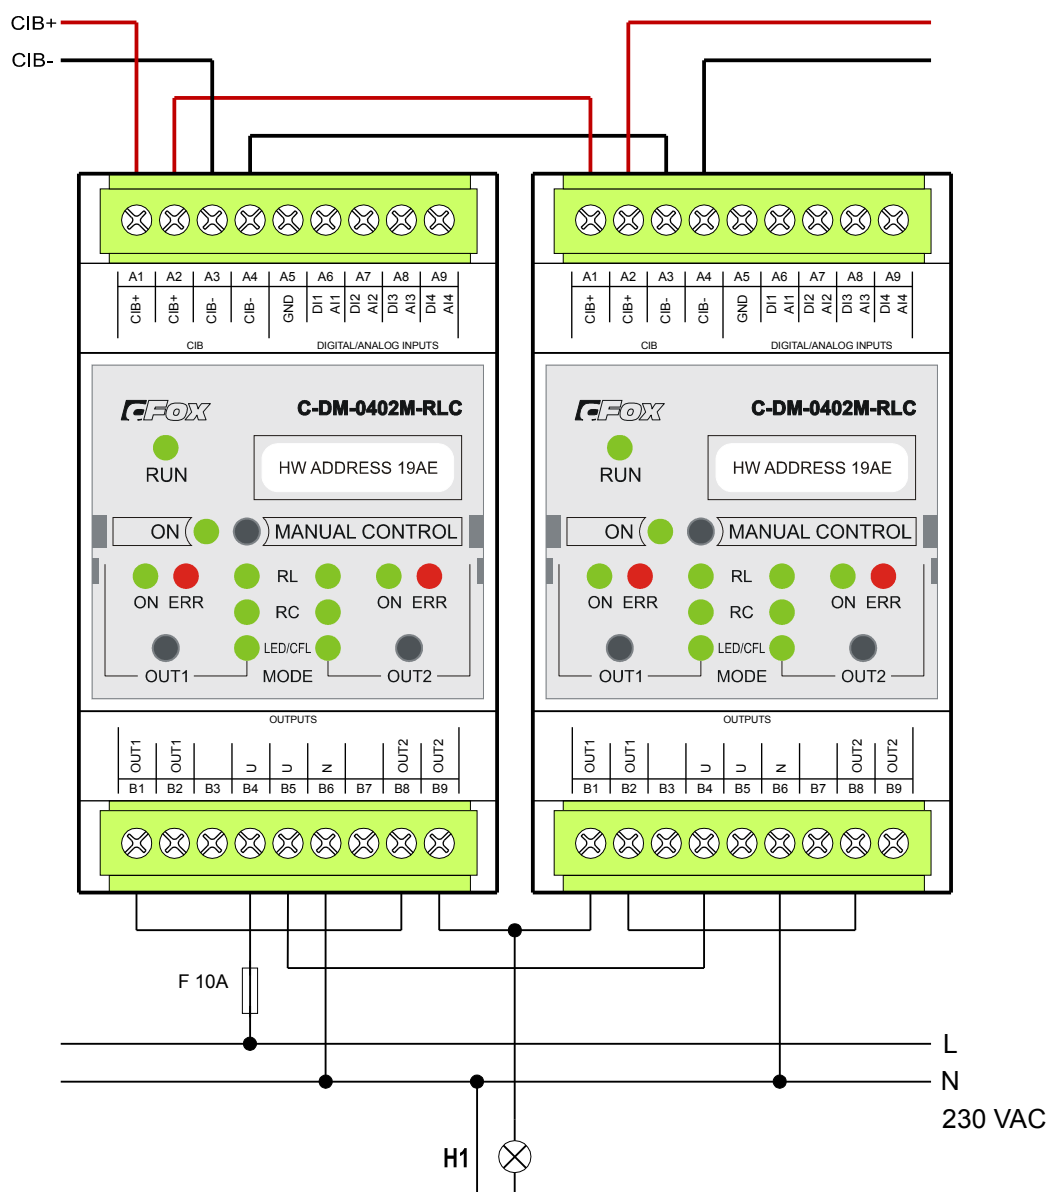 CIB+
CIB-
A1 A2 A3 A4 A5 A6 A7 A8 A9
CIB+ CIB+ CIB- CIB- GND DI1 AI1 DI2 AI2 DI3 AI3 DI4 AI4
CIB DIGITAL/ANALOG INPUTS
CFox C-DM-0402M-RLC
HW ADDRESS 19AE
RUN
ON MANUAL CONTROL
RL
ON ERR RC ON ERR
LED/CFL
OUT1 MODE OUT2
OUTPUTS
OUT1 OUT1 U U N OUT2 OUT2
B1 B2 B3 B4 B5 B6 B7 B8 B9
A1 A2 A3 A4 A5 A6 A7 A8 A9
CIB+ CIB+ CIB- CIB- GND DI1 AI1 DI2 AI2 DI3 AI3 DI4 AI4
CIB DIGITAL/ANALOG INPUTS
CFox C-DM-0402M-RLC
HW ADDRESS 19AE
RUN
ON MANUAL CONTROL
RL
ON ERR RC ON ERR
LED/CFL
OUT1 MODE OUT2
OUTPUTS
OUT1 OUT1 U U N OUT2 OUT2
B1 B2 B3 B4 B5 B6 B7 B8 B9
F 10A
L
N
230 VAC
H1